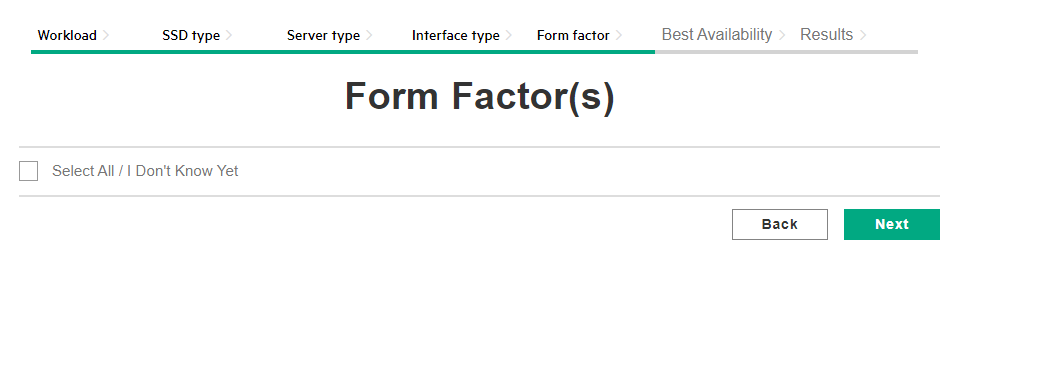 Workload > SSD type > Server type > Interface type > Form factor > Best Availability > Results >
Form Factor(s)
Select All / I Don't Know Yet
Back Next